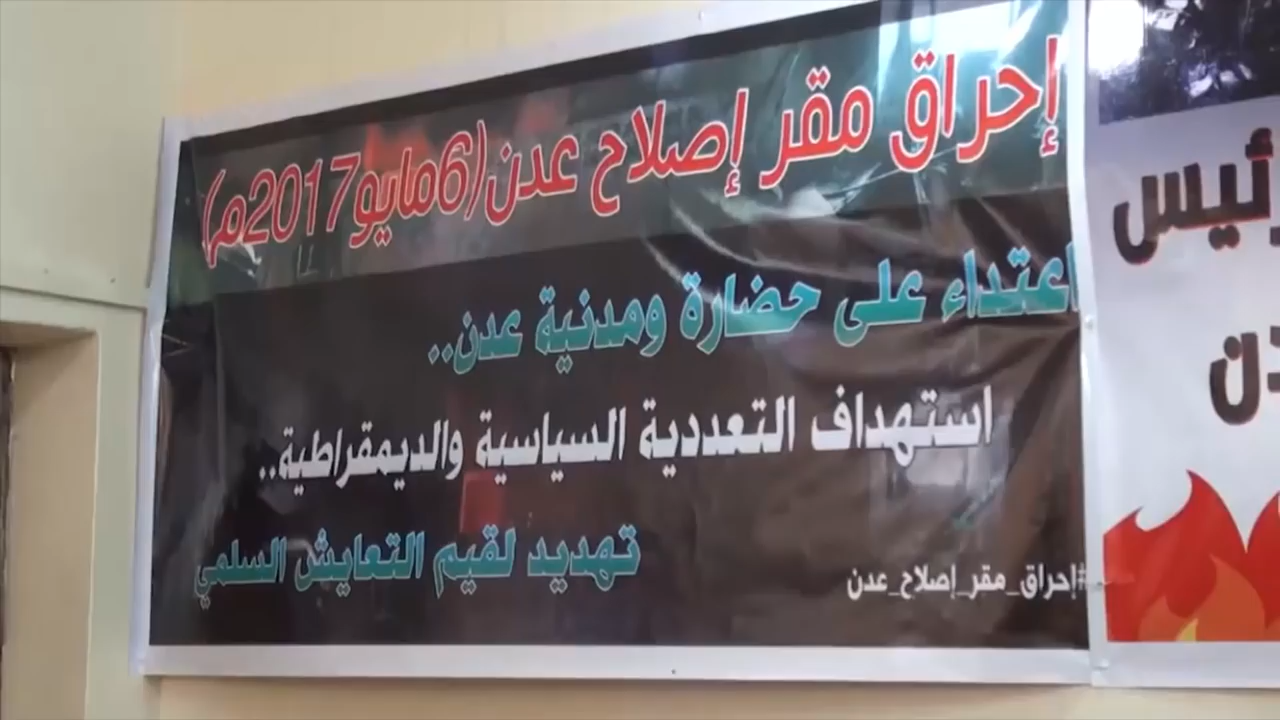 إحراق مقر إصلاح عدن(6مايو2017م)
اعتداء على حضارة ومدنية عدن..
استهداف التعددية السياسية والديمقراطية..
تهديد لقيم التعايش السلمي
#إحراق_مقر_إصلاح_عدن